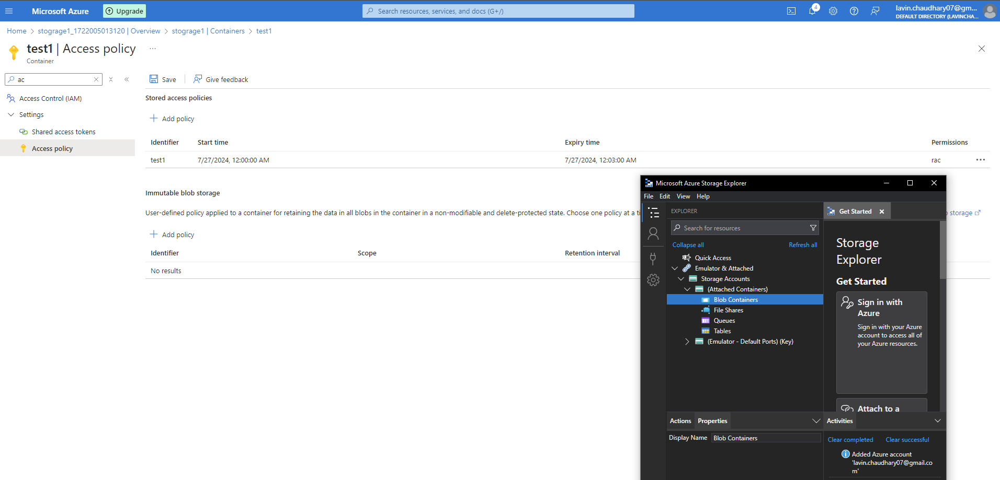 Microsoft Azure
Upgrade
Search resources, services, and docs (G+/)
4
lavin.chaudhary07@gm...
DEFAULT DIRECTORY (LAVINCHA...
Home > stograge1_1722005013120 | Overview > stograge1 | Containers > test1
test1 | Access policy ...
Container
ac
Save
Give feedback
Access Control (IAM)
Settings
Shared access tokens
Access policy
Stored access policies
Add policy
Identifier Start time Expiry time Permissions
test1 7/27/2024, 12:00:00 AM 7/27/2024, 12:03:00 AM rac
Immutable blob storage
User-defined policy applied to a container for retaining the data in all blobs in the container in a non-modifiable and delete-protected state. Choose one policy at a ti
storage
Add policy
Identifier Scope Retention interval
No results
Microsoft Azure Storage Explorer
File Edit View Help
EXPLORER
Search for resources
Collapse all Refresh all
Quick Access
Emulator & Attached
Storage Accounts
(Attached Containers)
Blob Containers
File Shares
Queues
Tables
(Emulator - Default Ports) (Key)
Get Started
Storage
Explorer
Get Started
Sign in with
Azure
Sign in with your Azure
account to access all of
your Azure resources.
Attach to a
Actions Properties
Display Name Blob Containers
Activities
Clear completed Clear successful
Added Azure account
'lavin.chaudhary07@gmail.co
m'